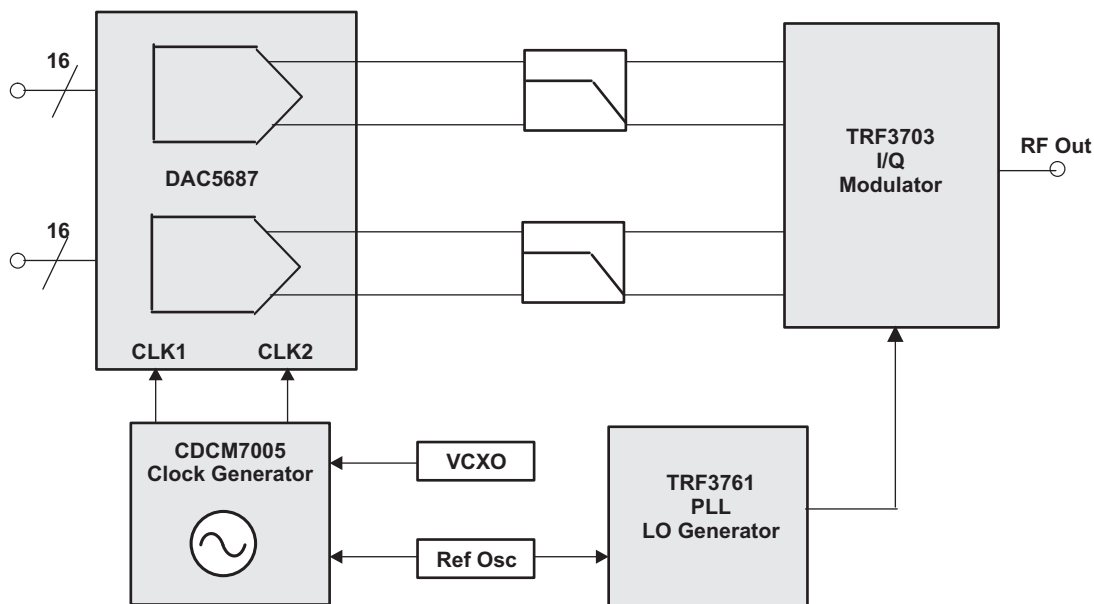 16
DAC5687
16
CLK1
CLK2
TRF3703
I/Q
Modulator
RF Out
CDCM7005
Clock Generator
VCXO
Ref Osc
TRF3761
PLL
LO Generator